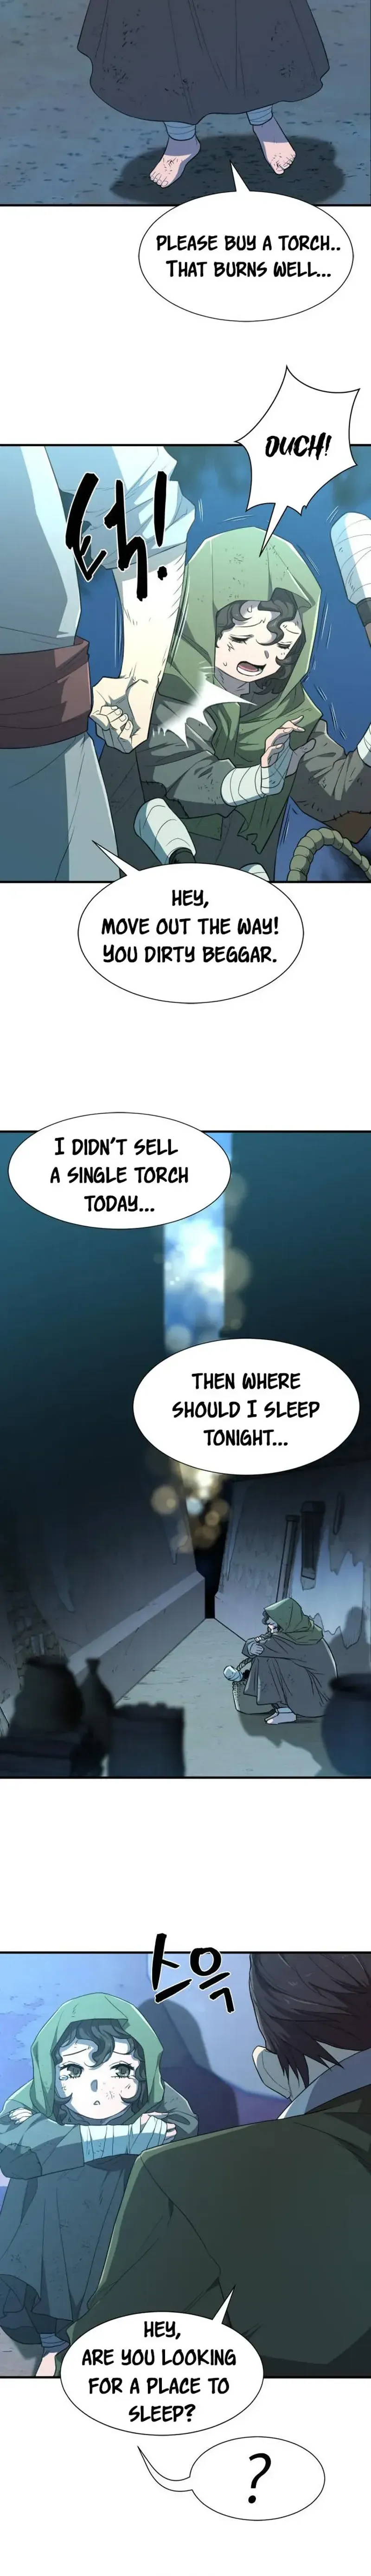 PLEASE BUY A TORCH..
THAT BURNS WELL...
OUCH!
퍽!
HEY,
MOVE OUT THE WAY!
YOU DIRTY BEGGAR.
I DIDN'T SELL
A SINGLE TORCH
TODAY...
THEN WHERE
SHOULD I SLEEP
TONIGHT...
스윽
HEY,
ARE YOU LOOKING
FOR A PLACE TO
SLEEP?
?